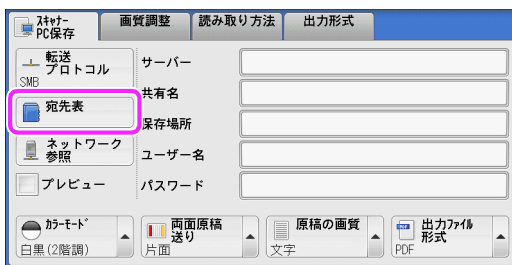 スキャナー
PC保存
画質調整
読み取り方法
出力形式
転送
プロトコル
SMB
宛先表
ネットワーク
参照
プレビュー
サーバー
共有名
保存場所
ユーザー名
パスワード
カラーモード
白黒(2階調)
両面原稿
送り
片面
原稿の画質
文字
出力ファイル
形式
PDF